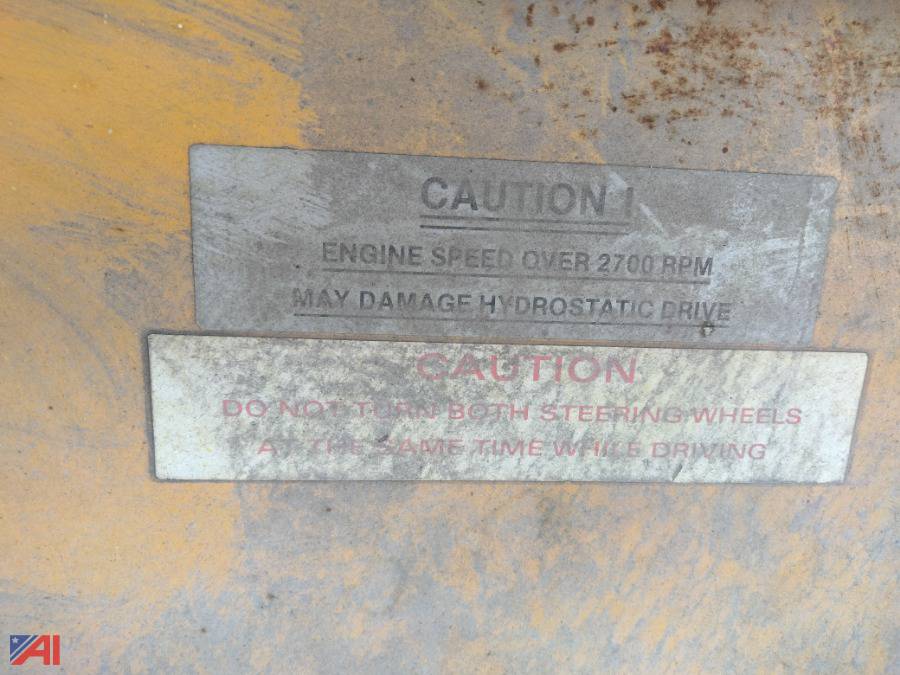 CAUTION !
ENGINE SPEED OVER 2700 RPM
MAY DAMAGE HYDROSTATIC DRIVE
CAUTION
DO NOT TURN BOTH STEERING WHEELS
AT THE SAME TIME WHILE DRIVING
AI